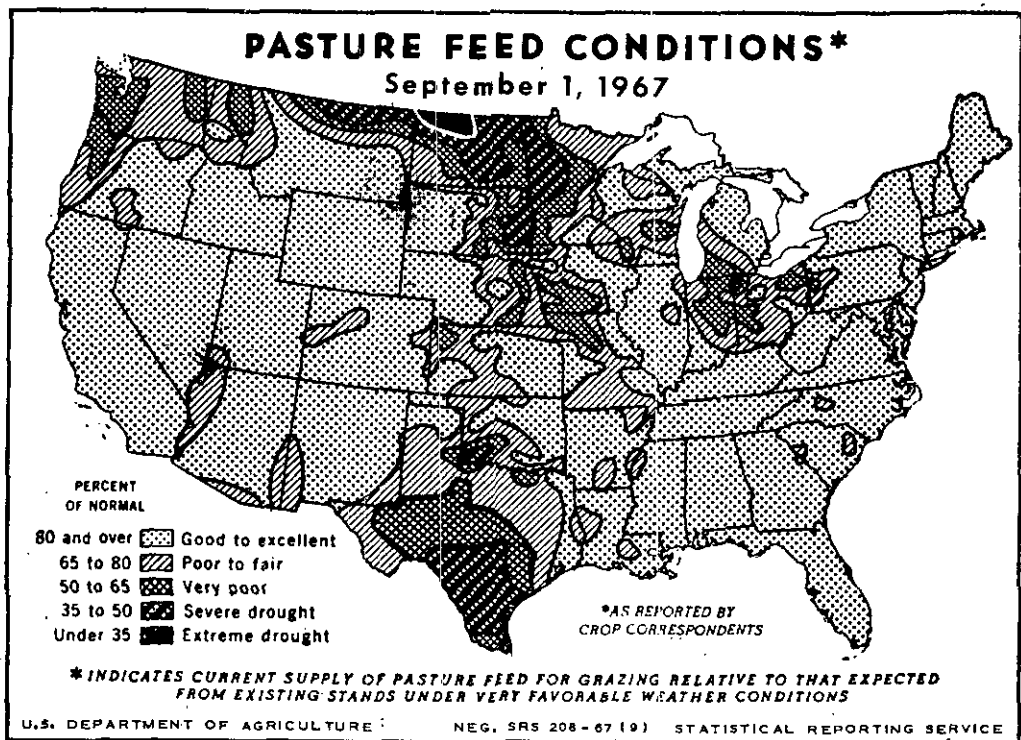 PASTURE FEED CONDITIONS*
September 1, 1967
PERCENT
OF NORMAL
80 and over Good to excellent
65 to 80 Poor to fair
50 to 65 Very poor
35 to 50 Severe drought
Under 35 Extreme drought
*AS REPORTED BY
CROP CORRESPONDENTS
* INDICATES CURRENT SUPPLY OF PASTURE FEED FOR GRAZING RELATIVE TO THAT EXPECTED
FROM EXISTING STANDS UNDER VERY FAVORABLE WEATHER CONDITIONS
U.S. DEPARTMENT OF AGRICULTURE NEG. SRS 208-67 (9) STATISTICAL REPORTING SERVICE